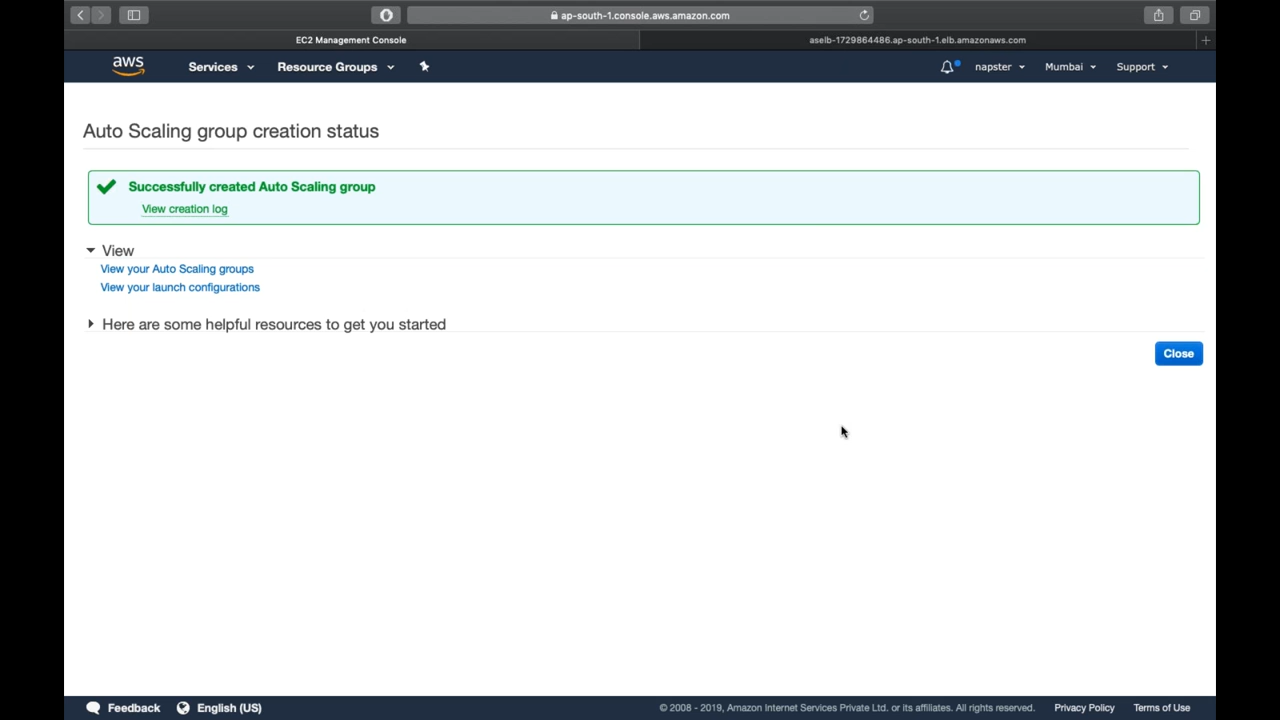 ap-south-1.console.aws.amazon.com
EC2 Management Console
aselb-1729864486.ap-south-1.elb.amazonaws.com
aws
Services
Resource Groups
napster
Mumbai
Support
Auto Scaling group creation status
Successfully created Auto Scaling group
View creation log
View
View your Auto Scaling groups
View your launch configurations
Here are some helpful resources to get you started
Close
Feedback
English (US)
© 2008 - 2019, Amazon Internet Services Private Ltd. or its affiliates. All rights reserved.
Privacy Policy
Terms of Use